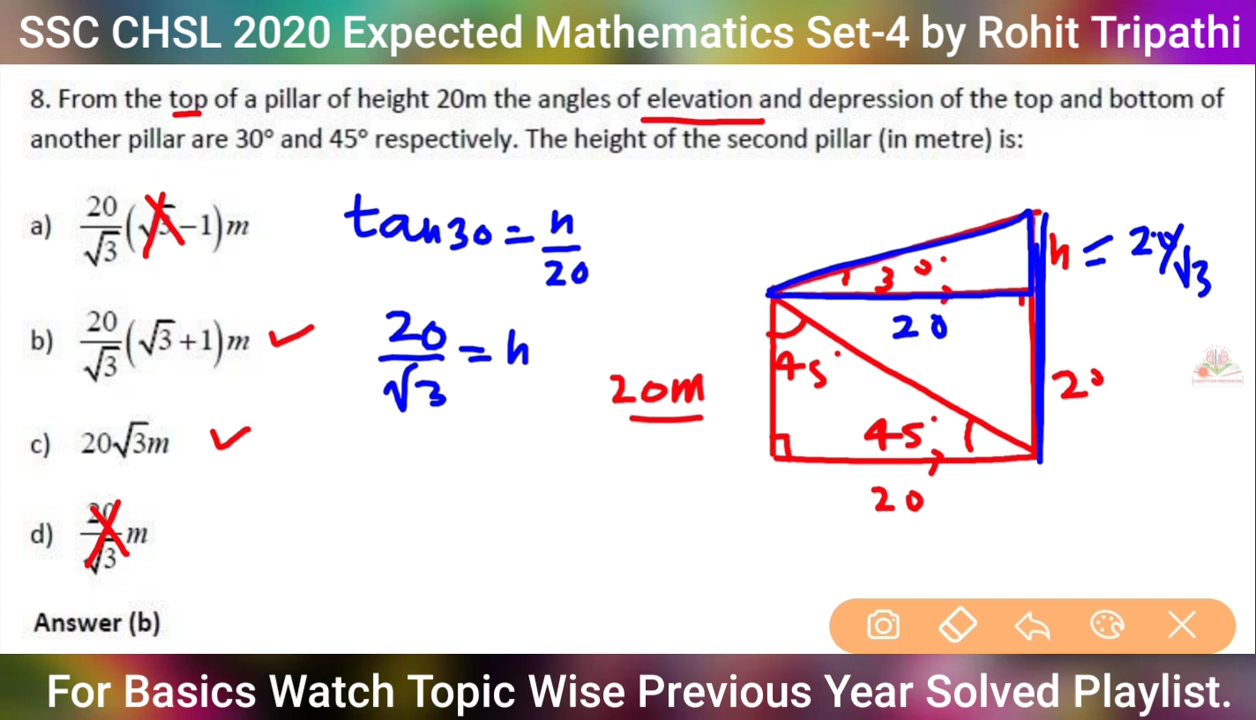 SSC CHSL 2020 Expected Mathematics Set-4 by Rohit Tripathi
8. From the top of a pillar of height 20m the angles of elevation and depression of the top and bottom of
another pillar are 30° and 45° respectively. The height of the second pillar (in metre) is:
a) 20/√3 (√3−1)m
b) 20/√3 (√3+1)m
c) 20√3m
d) 20/√3 m
Answer (b)
tan30 = h/20
20/√3 = h
20m
30°
h = 20/√3
20
45°
20
45°
20
For Basics Watch Topic Wise Previous Year Solved Playlist.